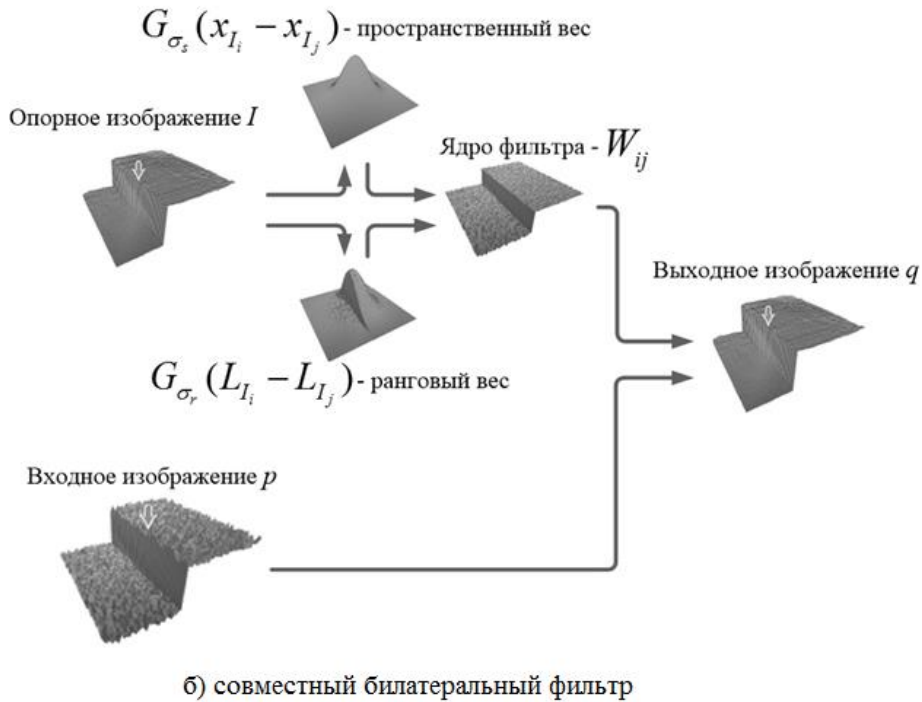 G_{σ_s}(x_{I_i} − x_{I_j}) - пространственный вес
Опорное изображение I
Ядро фильтра - W_{ij}
Выходное изображение q
G_{σ_r}(L_{I_i} − L_{I_j}) - ранговый вес
Входное изображение p
б) совместный билатеральный фильтр